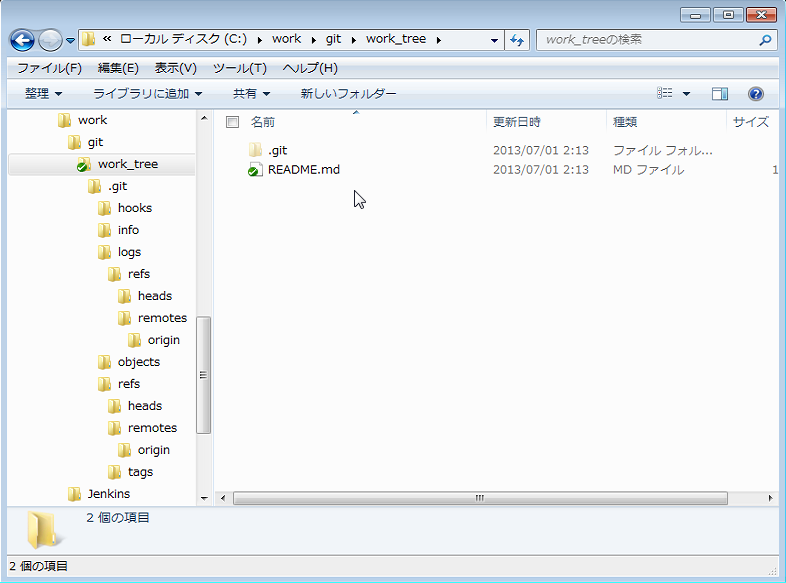 « ローカル ディスク (C:) ▸ work ▸ git ▸ work_tree ▸
work_treeの検索
ファイル(F) 編集(E) 表示(V) ツール(T) ヘルプ(H)
整理 ライブラリに追加 共有 新しいフォルダー
work
git
work_tree
.git
hooks
info
logs
refs
heads
remotes
origin
objects
refs
heads
remotes
origin
tags
Jenkins
名前 更新日時 種類 サイズ
.git 2013/07/01 2:13 ファイル フォル...
README.md 2013/07/01 2:13 MD ファイル 1
2 個の項目
2 個の項目